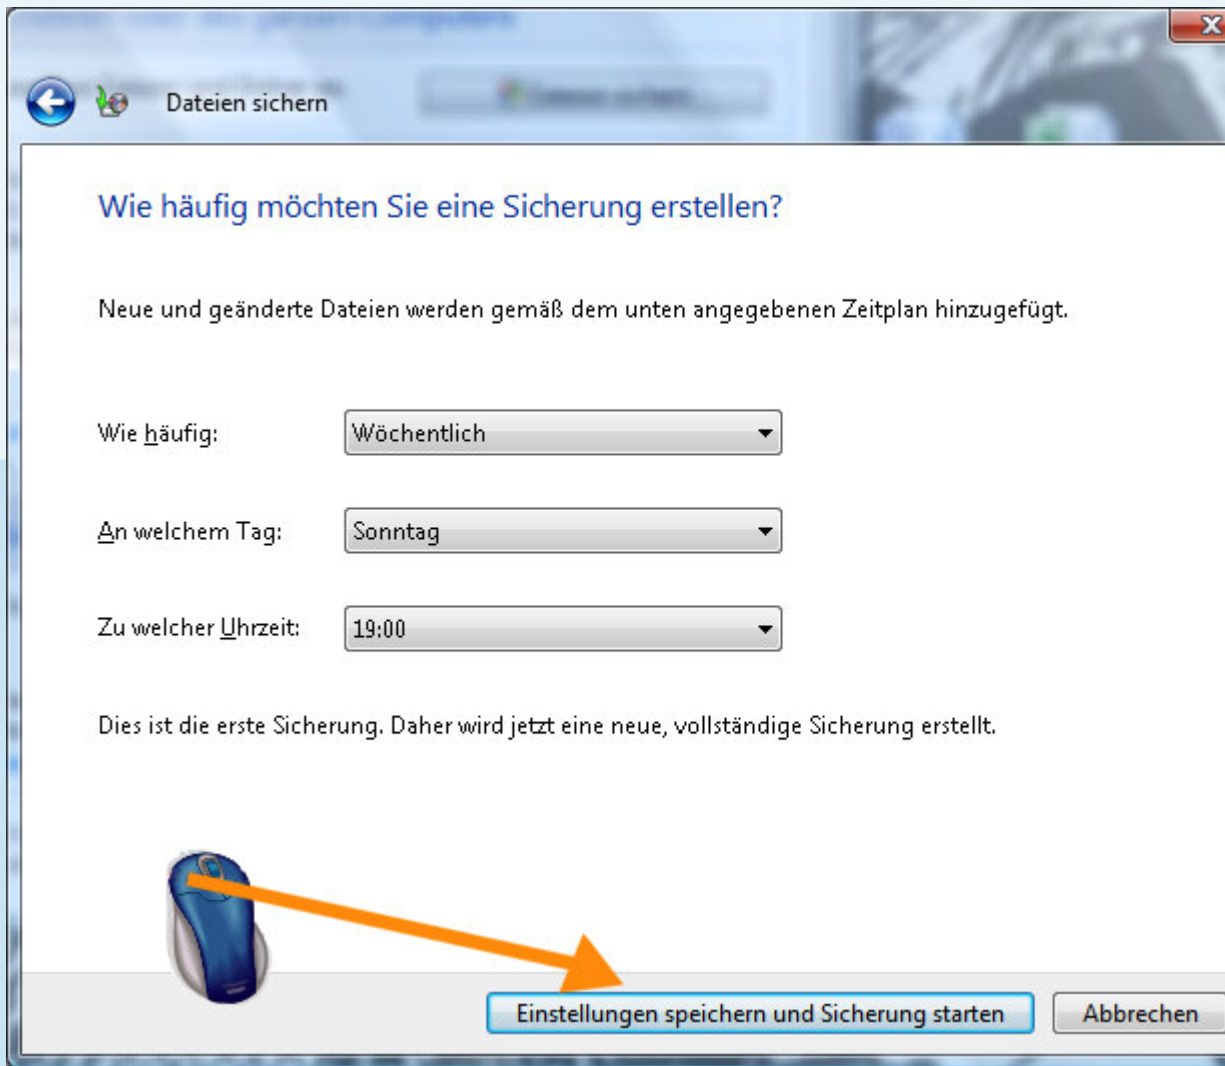 Dateien sichern
Wie häufig möchten Sie eine Sicherung erstellen?
Neue und geänderte Dateien werden gemäß dem unten angegebenen Zeitplan hinzugefügt.
Wie häufig: Wöchentlich
An welchem Tag: Sonntag
Zu welcher Uhrzeit: 19:00
Dies ist die erste Sicherung. Daher wird jetzt eine neue, vollständige Sicherung erstellt.
Einstellungen speichern und Sicherung starten Abbrechen